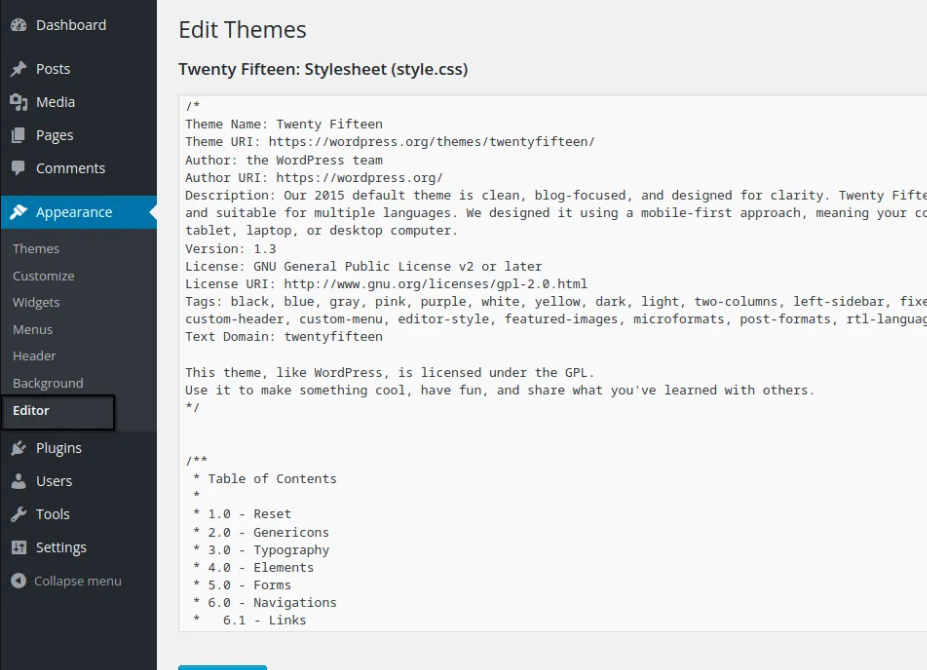 Dashboard
Posts
Media
Pages
Comments
Appearance
Themes
Customize
Widgets
Menus
Header
Background
Editor
Plugins
Users
Tools
Settings
Collapse menu
Edit Themes
Twenty Fifteen: Stylesheet (style.css)
/*
Theme Name: Twenty Fifteen
Theme URI: https://wordpress.org/themes/twentyfifteen/
Author: the WordPress team
Author URI: https://wordpress.org/
Description: Our 2015 default theme is clean, blog-focused, and designed for clarity. Twenty Fifte
and suitable for multiple languages. We designed it using a mobile-first approach, meaning your co
tablet, laptop, or desktop computer.
Version: 1.3
License: GNU General Public License v2 or later
License URI: http://www.gnu.org/licenses/gpl-2.0.html
Tags: black, blue, gray, pink, purple, white, yellow, dark, light, two-columns, left-sidebar, fixe
custom-header, custom-menu, editor-style, featured-images, microformats, post-formats, rtl-languag
Text Domain: twentyfifteen
This theme, like WordPress, is licensed under the GPL.
Use it to make something cool, have fun, and share what you've learned with others.
*/
/**
* Table of Contents
*
* 1.0 - Reset
* 2.0 - Genericons
* 3.0 - Typography
* 4.0 - Elements
* 5.0 - Forms
* 6.0 - Navigations
* 6.1 - Links